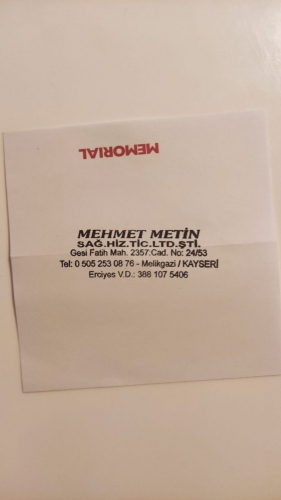 MEMORIAL
MEHMET METİN
SAĞ.HİZ.TİC.LTD.ŞTİ.
Gesi Fatih Mah. 2357.Cad. No: 24/53
Tel: 0 505 253 08 76 - Melikgazi / KAYSERİ
Erciyes V.D.: 388 107 5406